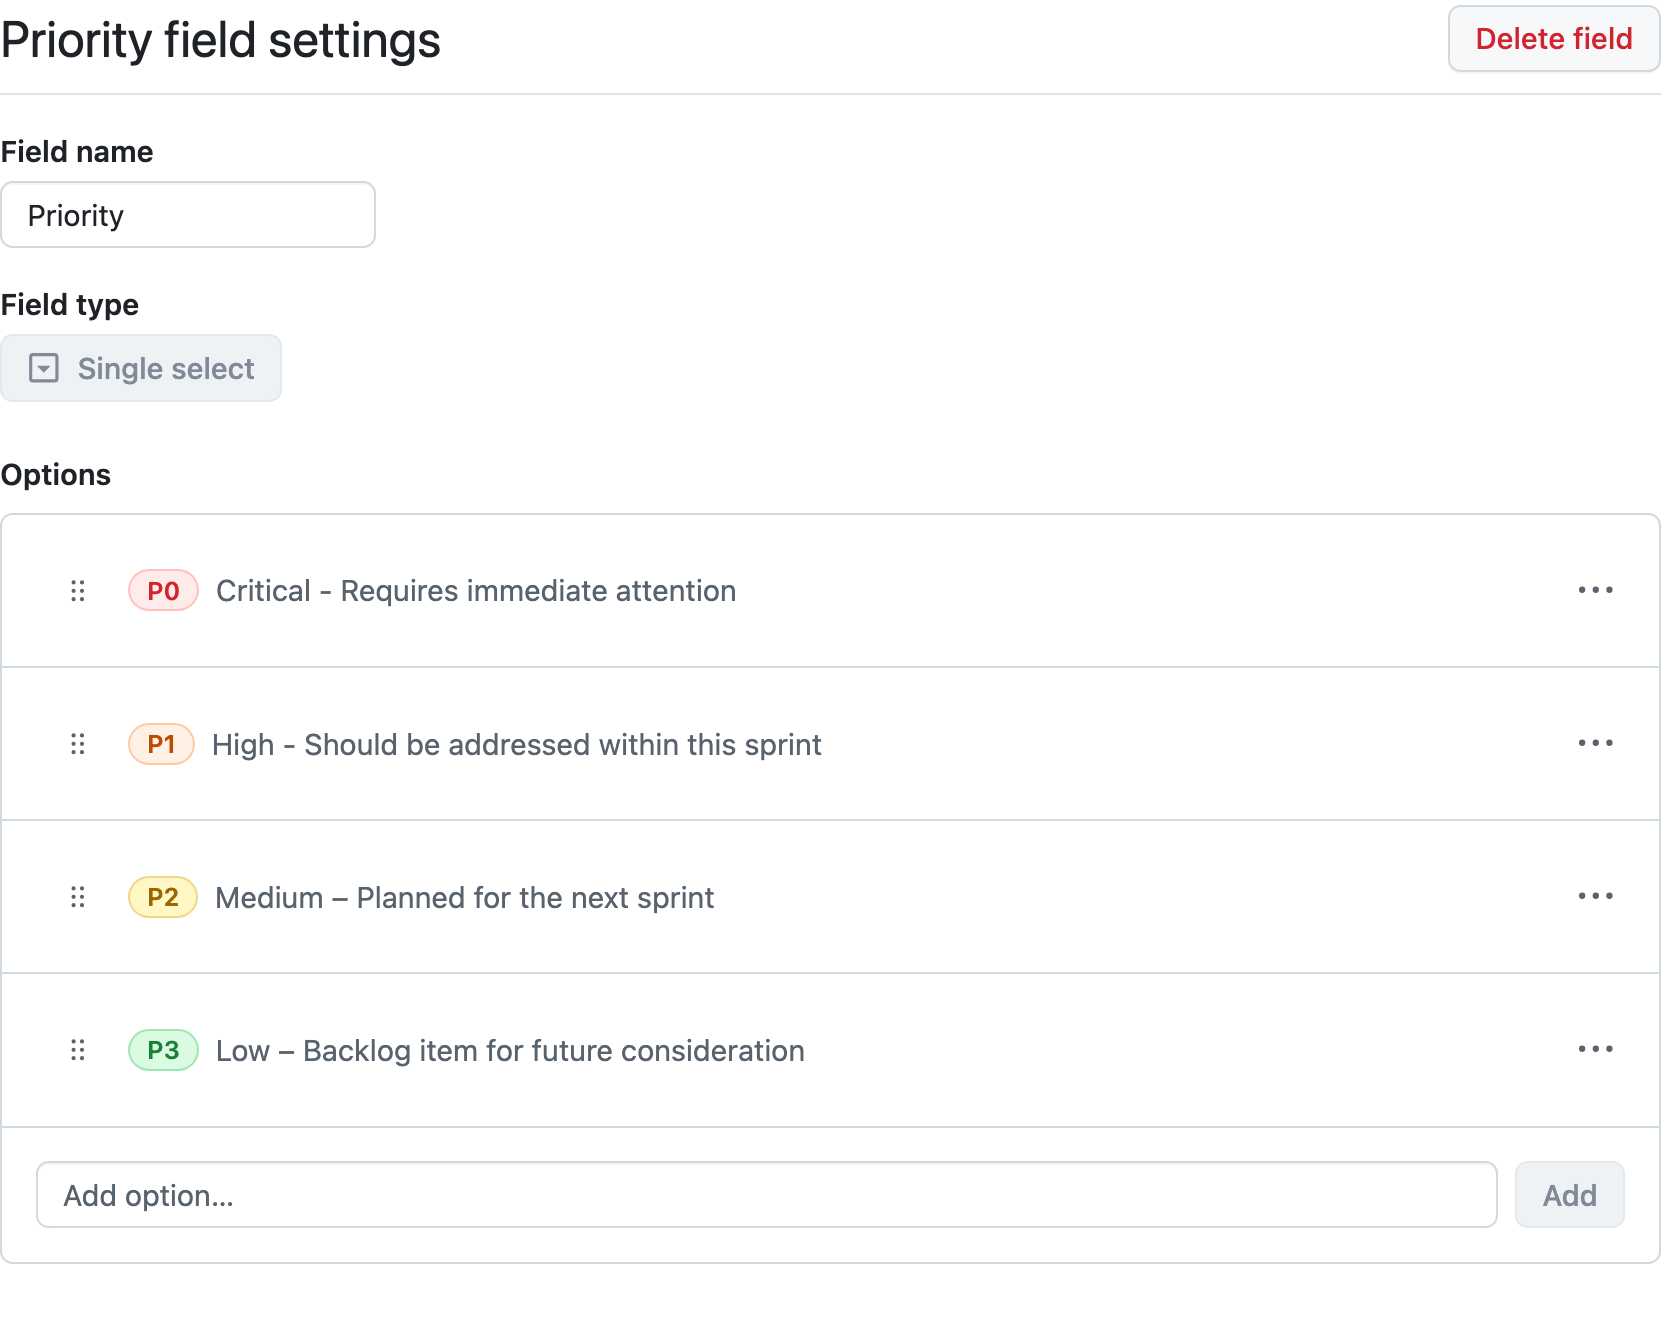 Priority field settings
Delete field
Field name
Priority
Field type
Single select
Options
P0 Critical - Requires immediate attention
P1 High - Should be addressed within this sprint
P2 Medium – Planned for the next sprint
P3 Low – Backlog item for future consideration
Add option...
Add